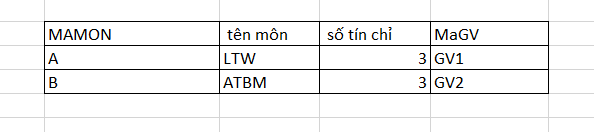 MAMON tên môn số tín chỉ MaGV
A LTW 3 GV1
B ATBM 3 GV2